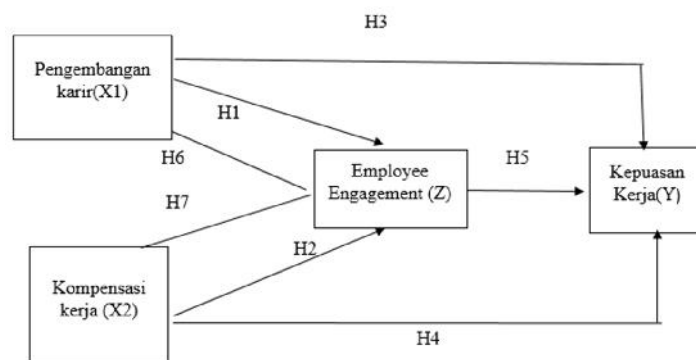 H3
Pengembangan
karir(X1)
H1
H6
Employee
Engagement (Z)
H5
Kepuasan
Kerja(Y)
H7
H2
Kompensasi
kerja (X2)
H4